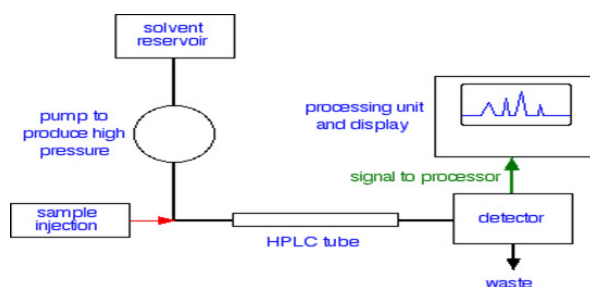 solvent
reservoir
pump to
produce high
pressure
processing unit
and display
signal to processor
sample
injection
HPLC tube
detector
waste